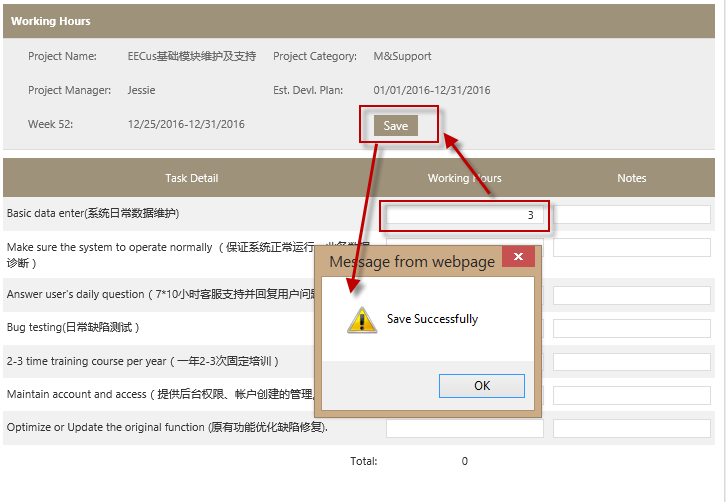 Working Hours
Project Name: EECus基础模块维护及支持 Project Category: M&Support
Project Manager: Jessie Est. Devl. Plan: 01/01/2016-12/31/2016
Week 52: 12/25/2016-12/31/2016 Save
Task Detail Working Hours Notes
Basic data enter(系统日常数据维护) 3
Make sure the system to operate normally （保证系统正常运行，业务数据
诊断）
Answer user's daily question（7*10小时客服支持并回复用户问题
Bug testing(日常缺陷测试）
2-3 time training course per year（一年2-3次固定培训）
Maintain account and access（提供后台权限、帐户创建的管理,
Optimize or Update the original function (原有功能优化缺陷修复).
Total: 0
Message from webpage
Save Successfully
OK